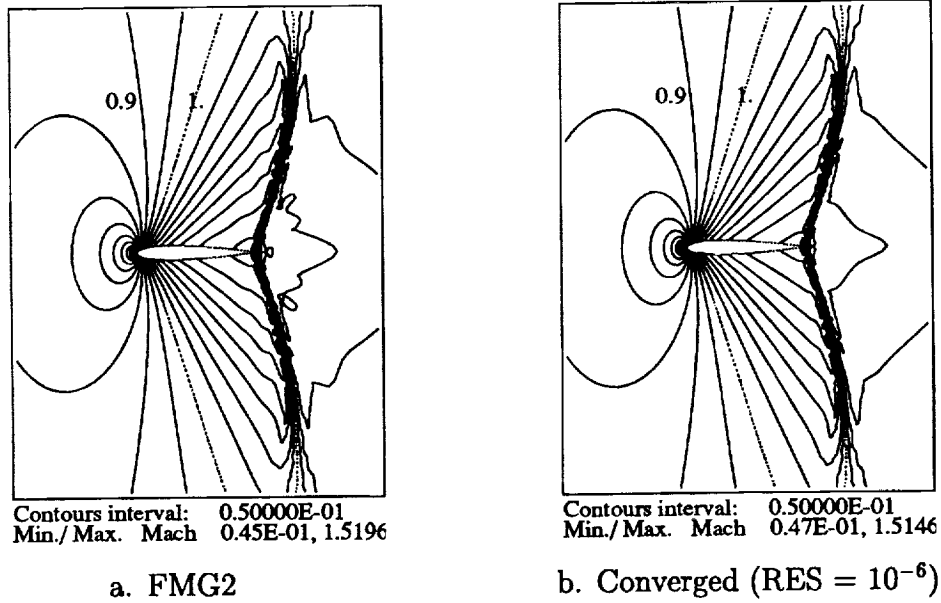 0.9 1.
0.9 1.
Contours interval: 0.50000E-01
Min./ Max. Mach 0.45E-01, 1.5196
Contours interval: 0.50000E-01
Min./ Max. Mach 0.47E-01, 1.5146
a. FMG2
b. Converged (RES = 10⁻⁶)